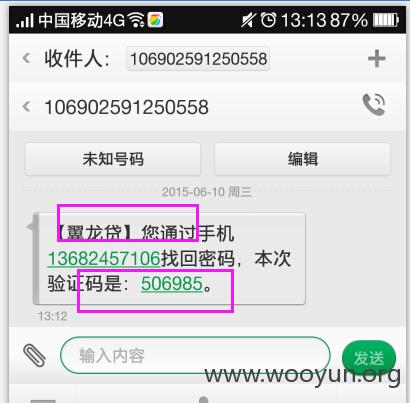 中国移动4G 13:13 87%
收件人： 106902591250558
106902591250558
未知号码 编辑
2015-06-10 周三
【翼龙贷】您通过手机
13682457106找回密码，本次
验证码是：506985。
13:12
输入内容 发送
www.wooyun.org